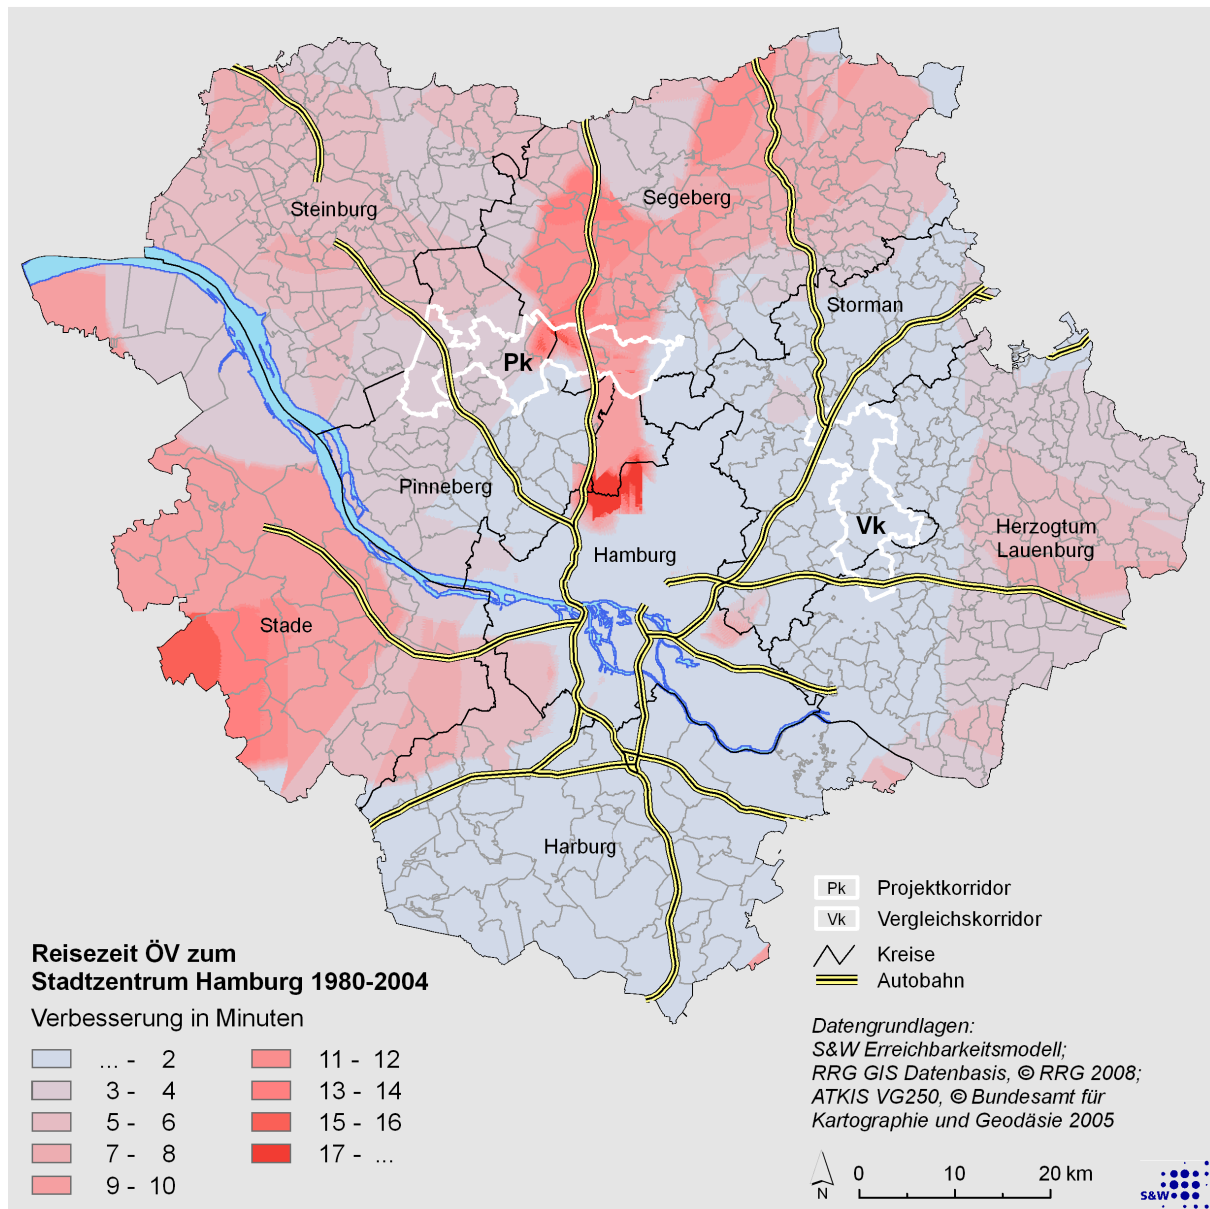 Steinburg
Segeberg
Storman
Pk
Pinneberg
Vk
Herzogtum
Lauenburg
Hamburg
Stade
Harburg
Reisezeit ÖV zum
Stadtzentrum Hamburg 1980-2004
Verbesserung in Minuten
... - 2
3 - 4
5 - 6
7 - 8
9 - 10
11 - 12
13 - 14
15 - 16
17 - ...
Pk Projektkorridor
Vk Vergleichskorridor
Kreise
Autobahn
Datengrundlagen:
S&W Erreichbarkeitsmodell;
RRG GIS Datenbasis, © RRG 2008;
ATKIS VG250, © Bundesamt für
Kartographie und Geodäsie 2005
N
0 10 20 km
S&W